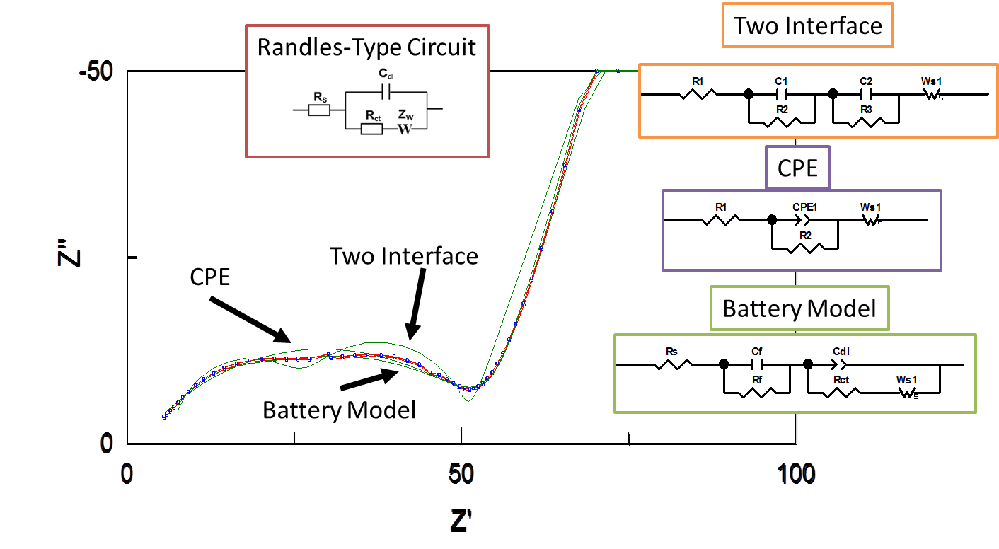 Two Interface
Randles-Type Circuit
-50
Cdl
Rs
Rct
Zw
W
R1
C1
C2
Ws1
R2
R3
s
CPE
R1
CPE1
Ws1
R2
s
Z"
Two Interface
CPE
Battery Model
Rs
Cf
Cdl
Rf
Rct
Ws1
s
Battery Model
0
0
50
100
Z'